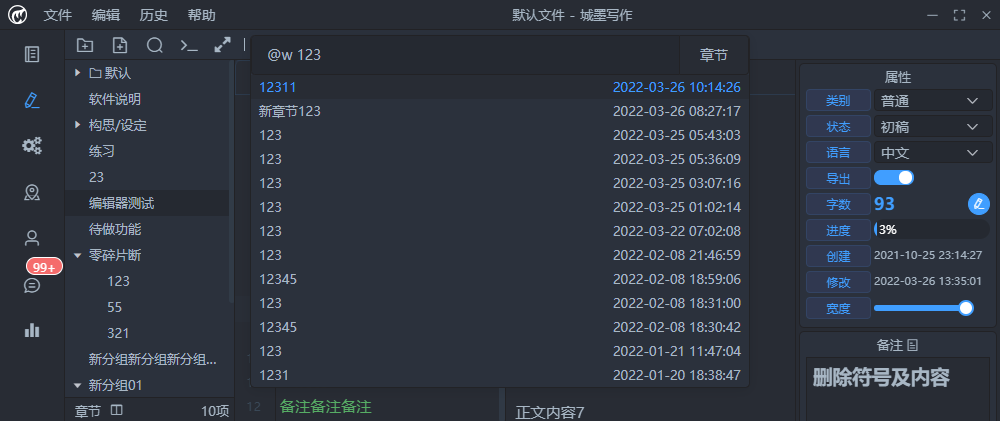 文件 编辑 历史 帮助 默认文件 - 城墨写作
默认
软件说明
构思/设定
练习
23
编辑器测试
待做功能
零碎片断
123
55
321
新分组新分组新分组...
新分组01
章节 10项
99+
@w 123 章节
12311 2022-03-26 10:14:26
新章节123 2022-03-26 08:27:17
123 2022-03-25 05:43:03
123 2022-03-25 05:36:09
123 2022-03-25 03:07:16
123 2022-03-25 01:02:14
123 2022-03-22 07:02:08
123 2022-02-08 21:46:59
12345 2022-02-08 18:59:06
123 2022-02-08 18:31:00
12345 2022-02-08 18:30:42
123 2022-01-21 11:47:04
1231 2022-01-20 18:38:47
12 备注备注备注
正文内容7
属性
类别 普通
状态 初稿
语言 中文
导出
字数 93
进度 3%
创建 2021-10-25 23:14:27
修改 2022-03-26 13:35:01
宽度
备注
删除符号及内容